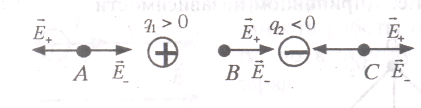 q₁ > 0 q₂ < 0
E⃗₊ E⃗₊ E⃗₊
A E⃗₋ + B E⃗₋ − C E⃗₋